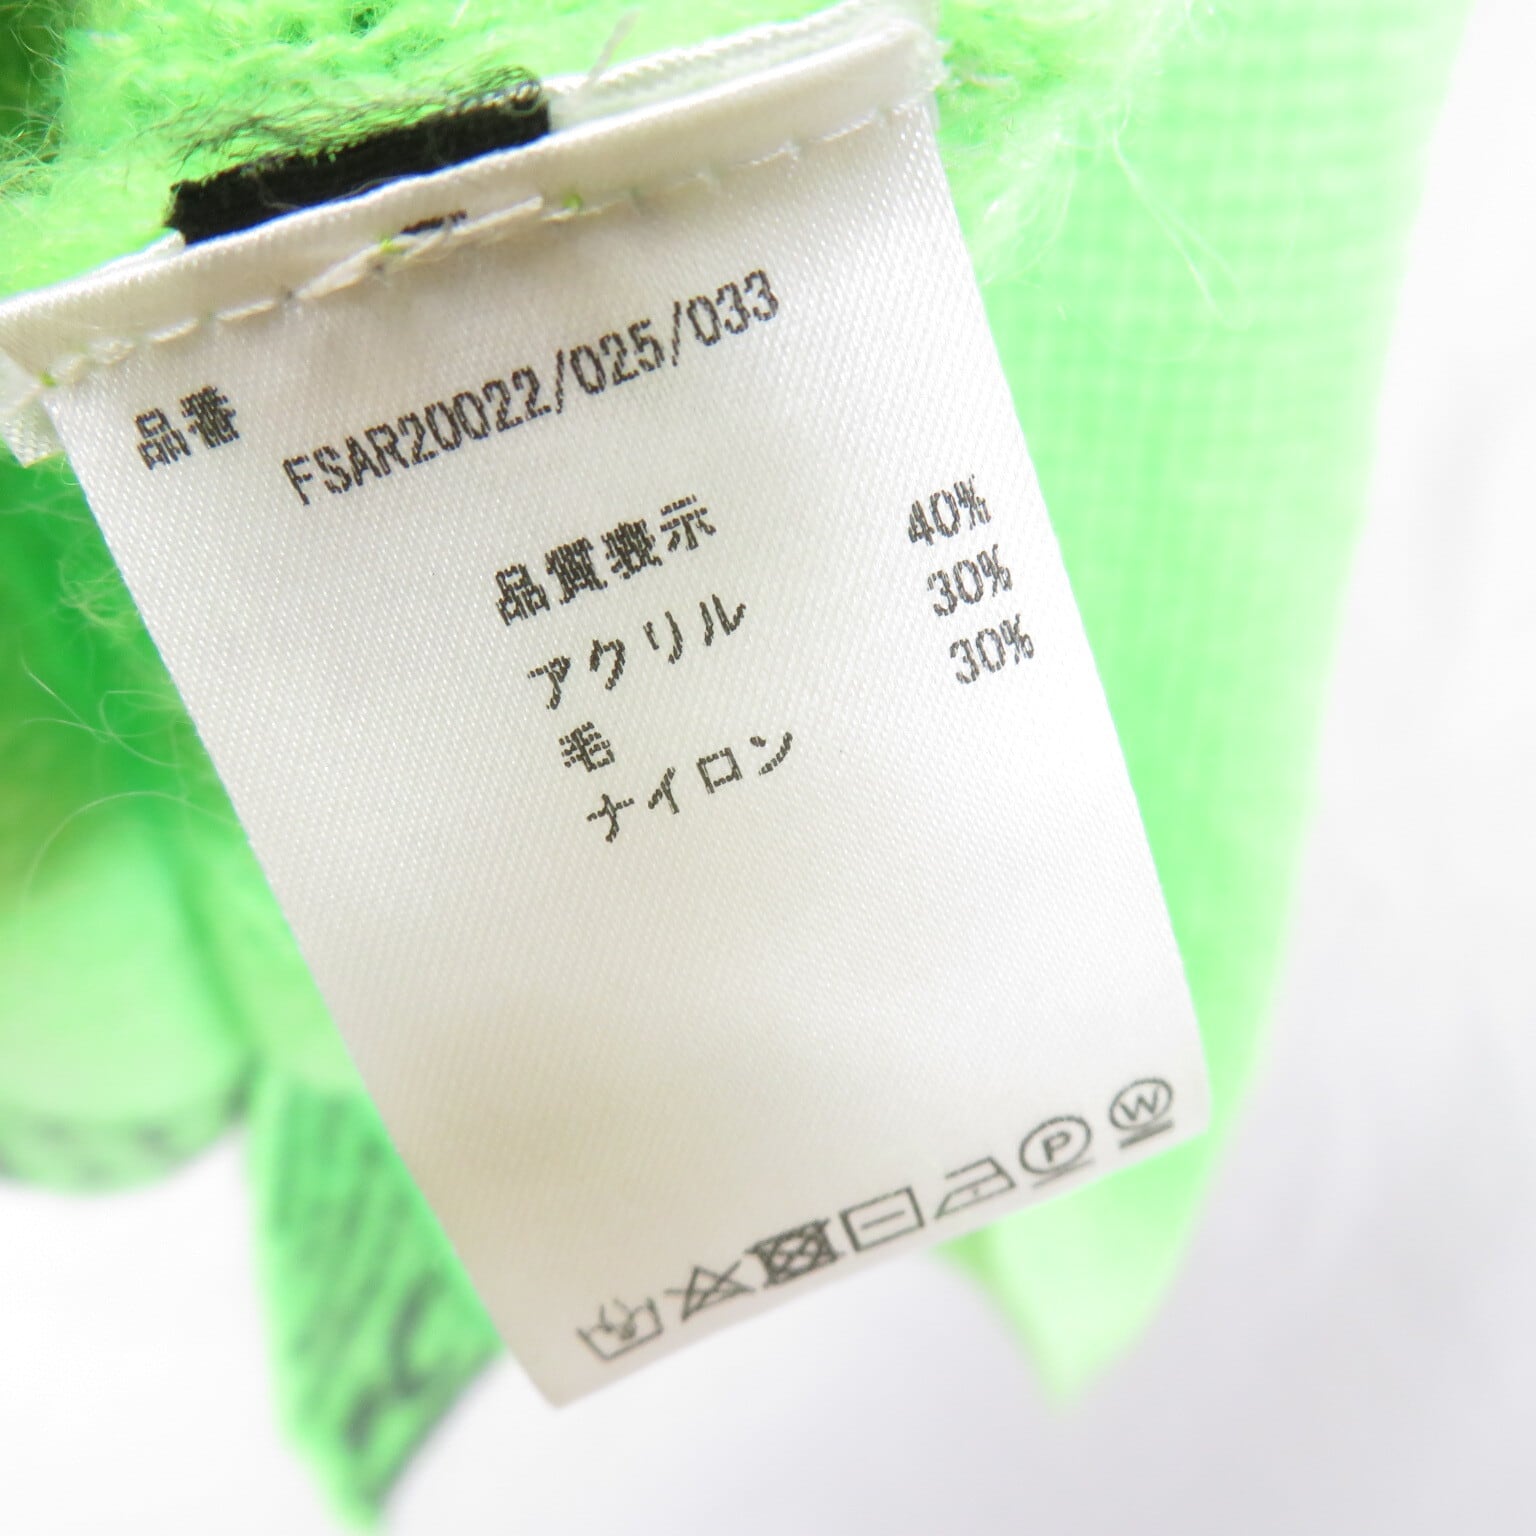 品番
FSAR20022/025/033
品質表示
アクリル 40%
毛 30%
ナイロン 30%
P W